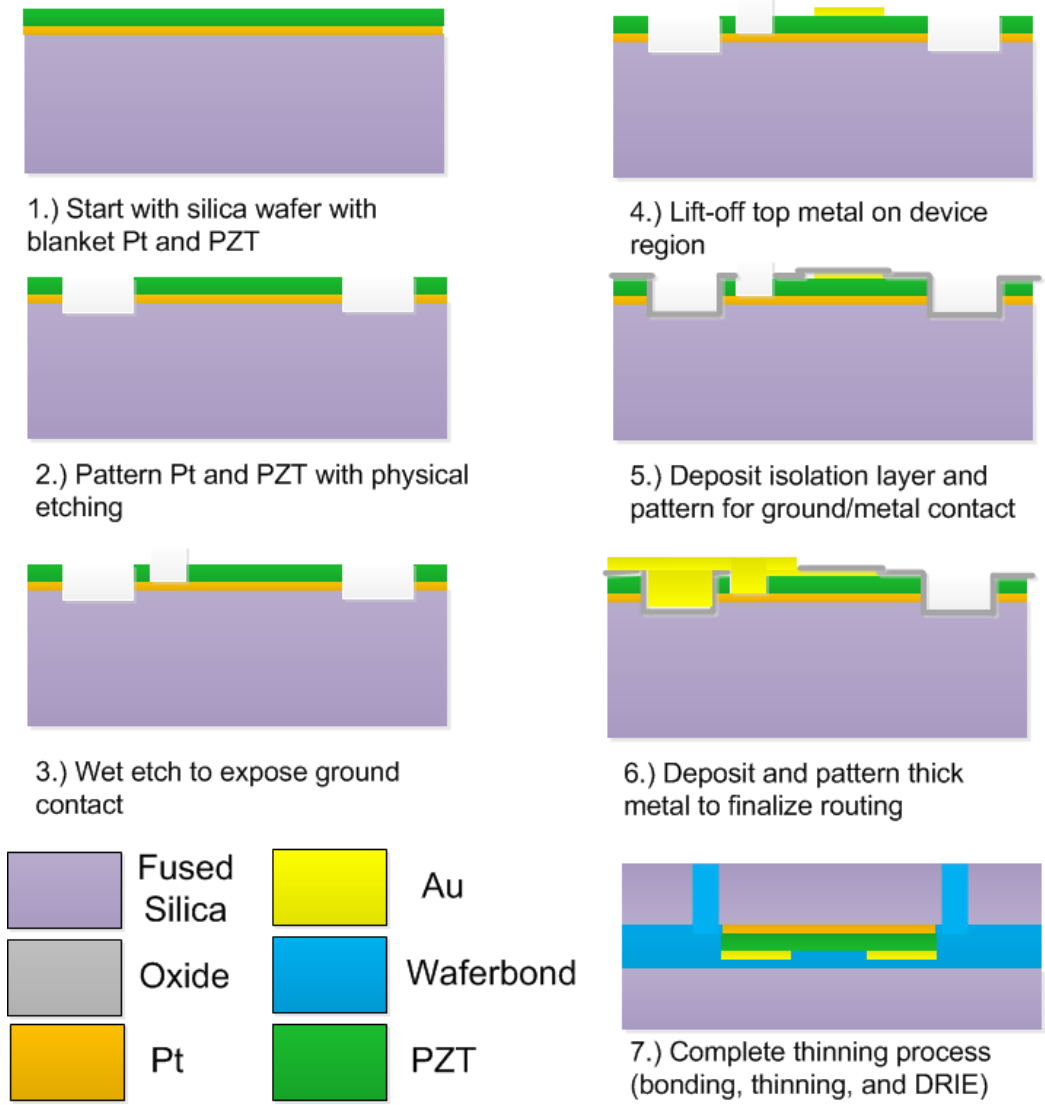 1.) Start with silica wafer with
blanket Pt and PZT
2.) Pattern Pt and PZT with physical
etching
3.) Wet etch to expose ground
contact
4.) Lift-off top metal on device
region
5.) Deposit isolation layer and
pattern for ground/metal contact
6.) Deposit and pattern thick
metal to finalize routing
7.) Complete thinning process
(bonding, thinning, and DRIE)
Fused
Silica
Oxide
Pt
Au
Waferbond
PZT